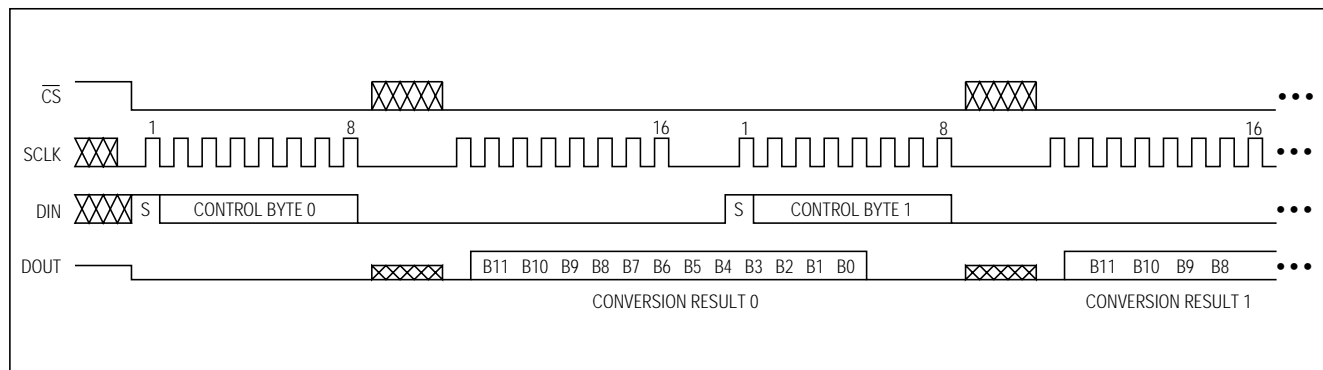 CS
1 8 16 1 8 16
SCLK
DIN S CONTROL BYTE 0 S CONTROL BYTE 1
DOUT B11 B10 B9 B8 B7 B6 B5 B4 B3 B2 B1 B0 B11 B10 B9 B8
CONVERSION RESULT 0 CONVERSION RESULT 1